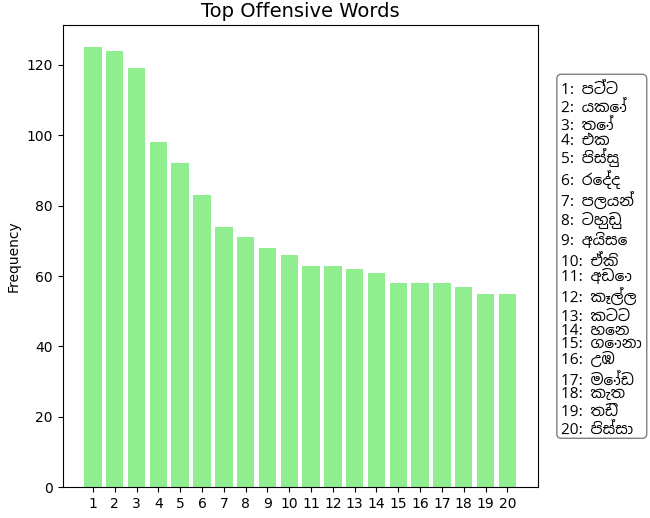 Top Offensive Words
Frequency
120
100
80
60
40
20
0
1 2 3 4 5 6 7 8 9 10 11 12 13 14 15 16 17 18 19 20
1: පට්ට
2: යකෝ
3: තෝ
4: එක
5: පිස්සු
6: රද්ද
7: පලයන්
8: ටහුඩු
9: අයිසෙ
10: ඒකි
11: අඩෞ
12: කෑල්ල
13: කටට
14: හනෙ
15: ගෞනා
16: උඹ
17: මෝඩ
18: කැත
19: තඩි
20: පිස්සා